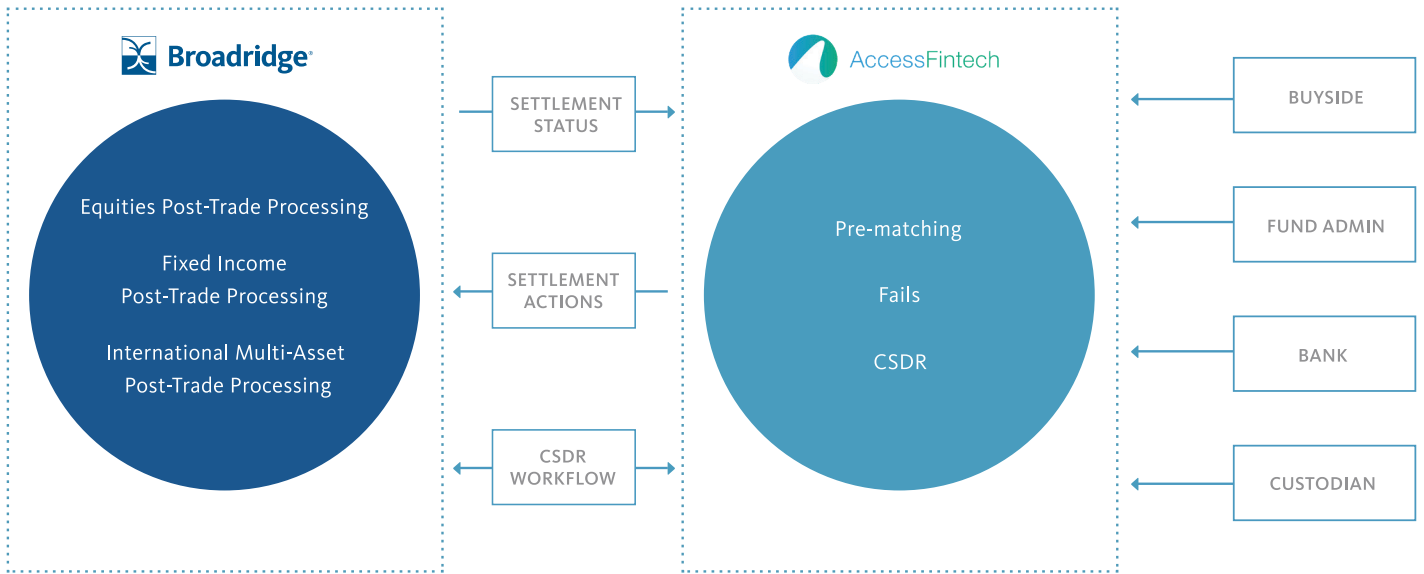 Broadridge®
Equities Post-Trade Processing
Fixed Income
Post-Trade Processing
International Multi-Asset
Post-Trade Processing
SETTLEMENT
STATUS
SETTLEMENT
ACTIONS
CSDR
WORKFLOW
AccessFintech
Pre-matching
Fails
CSDR
BUYSIDE
FUND ADMIN
BANK
CUSTODIAN